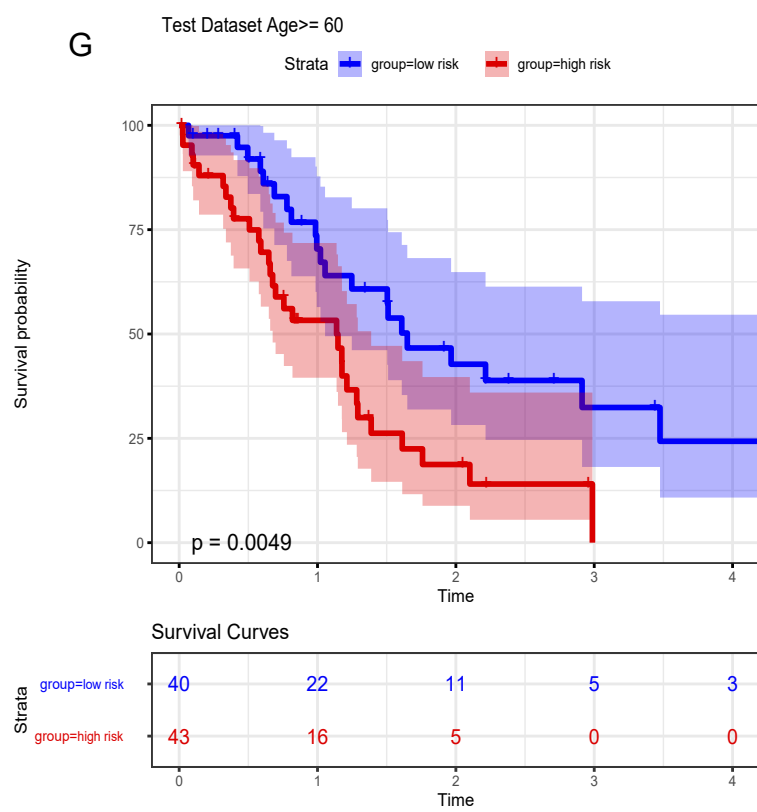 Test Dataset Age>= 60
G
Strata group=low risk group=high risk
Survival probability
100
75
50
25
0
p = 0.0049
0 1 2 3 4
Time
Survival Curves
Strata
group=low risk 40 22 11 5 3
group=high risk 43 16 5 0 0
0 1 2 3 4
Time